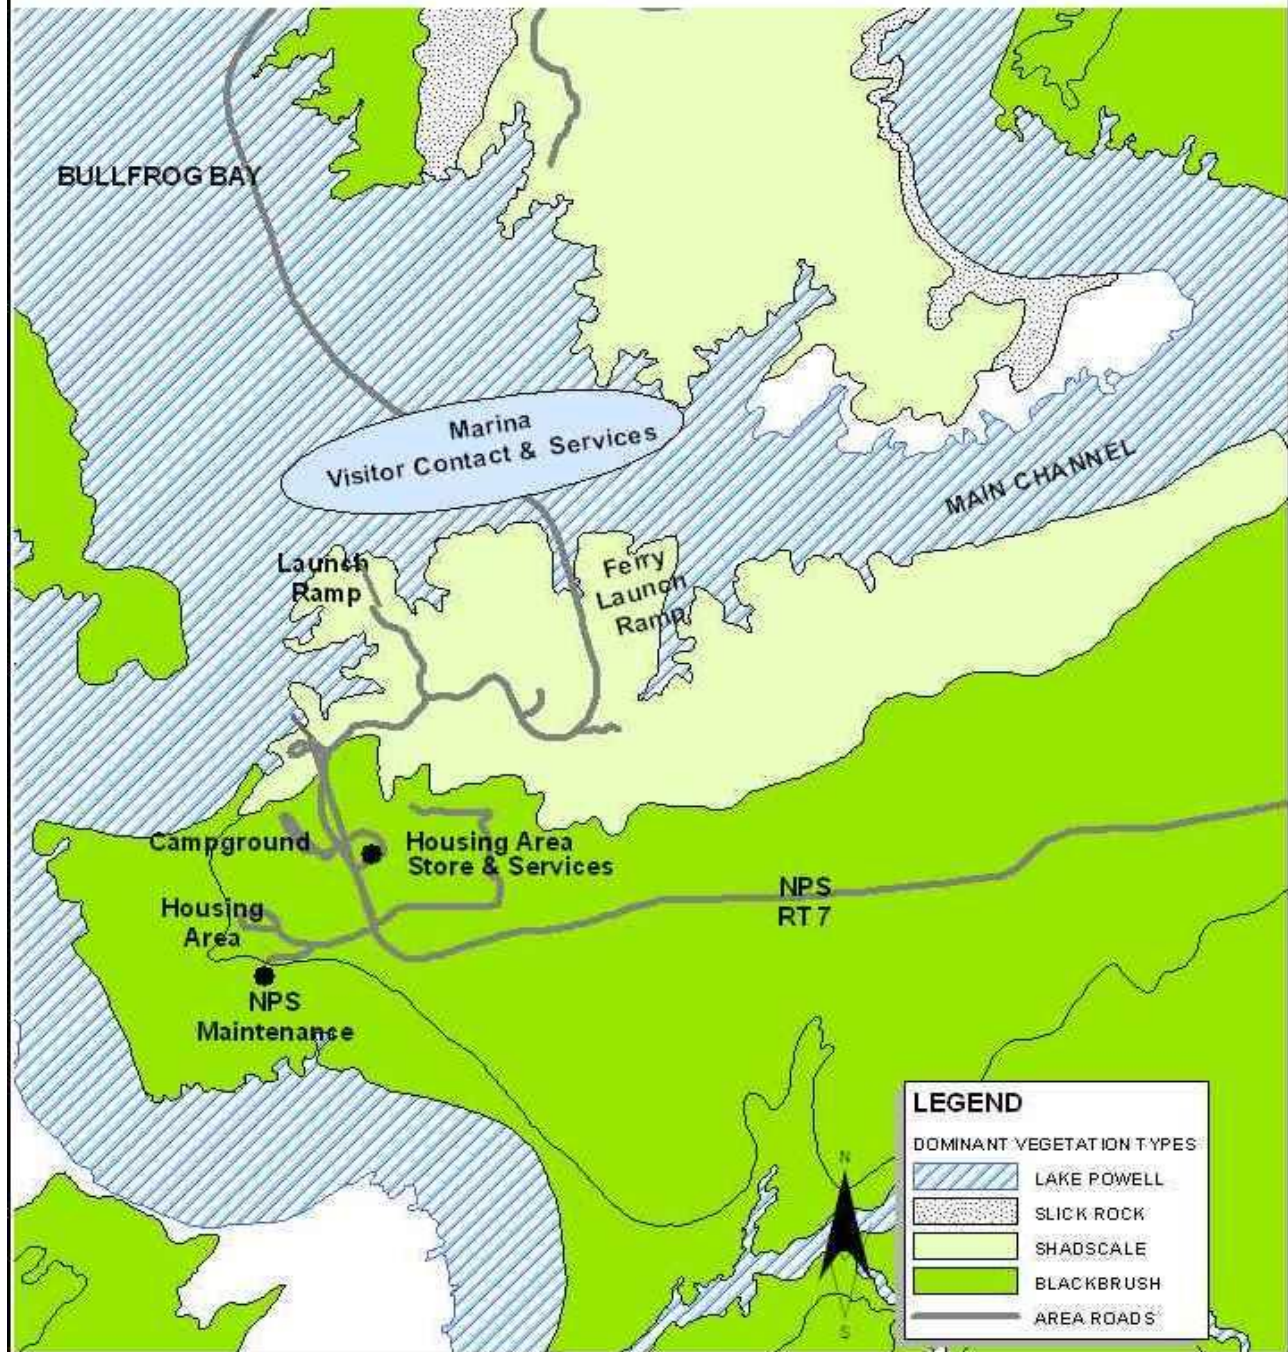 BULLFROG BAY
Marina
Visitor Contact & Services
MAIN CHANNEL
Launch
Ramp
Ferry
Launch
Ramp
Campground
Housing Area
Store & Services
Housing
Area
NPS
RT 7
NPS
Maintenance
LEGEND
DOMINANT VEGETATION TYPES
N
LAKE POWELL
SLICK ROCK
SHADSCALE
BLACKBRUSH
AREA ROADS
S